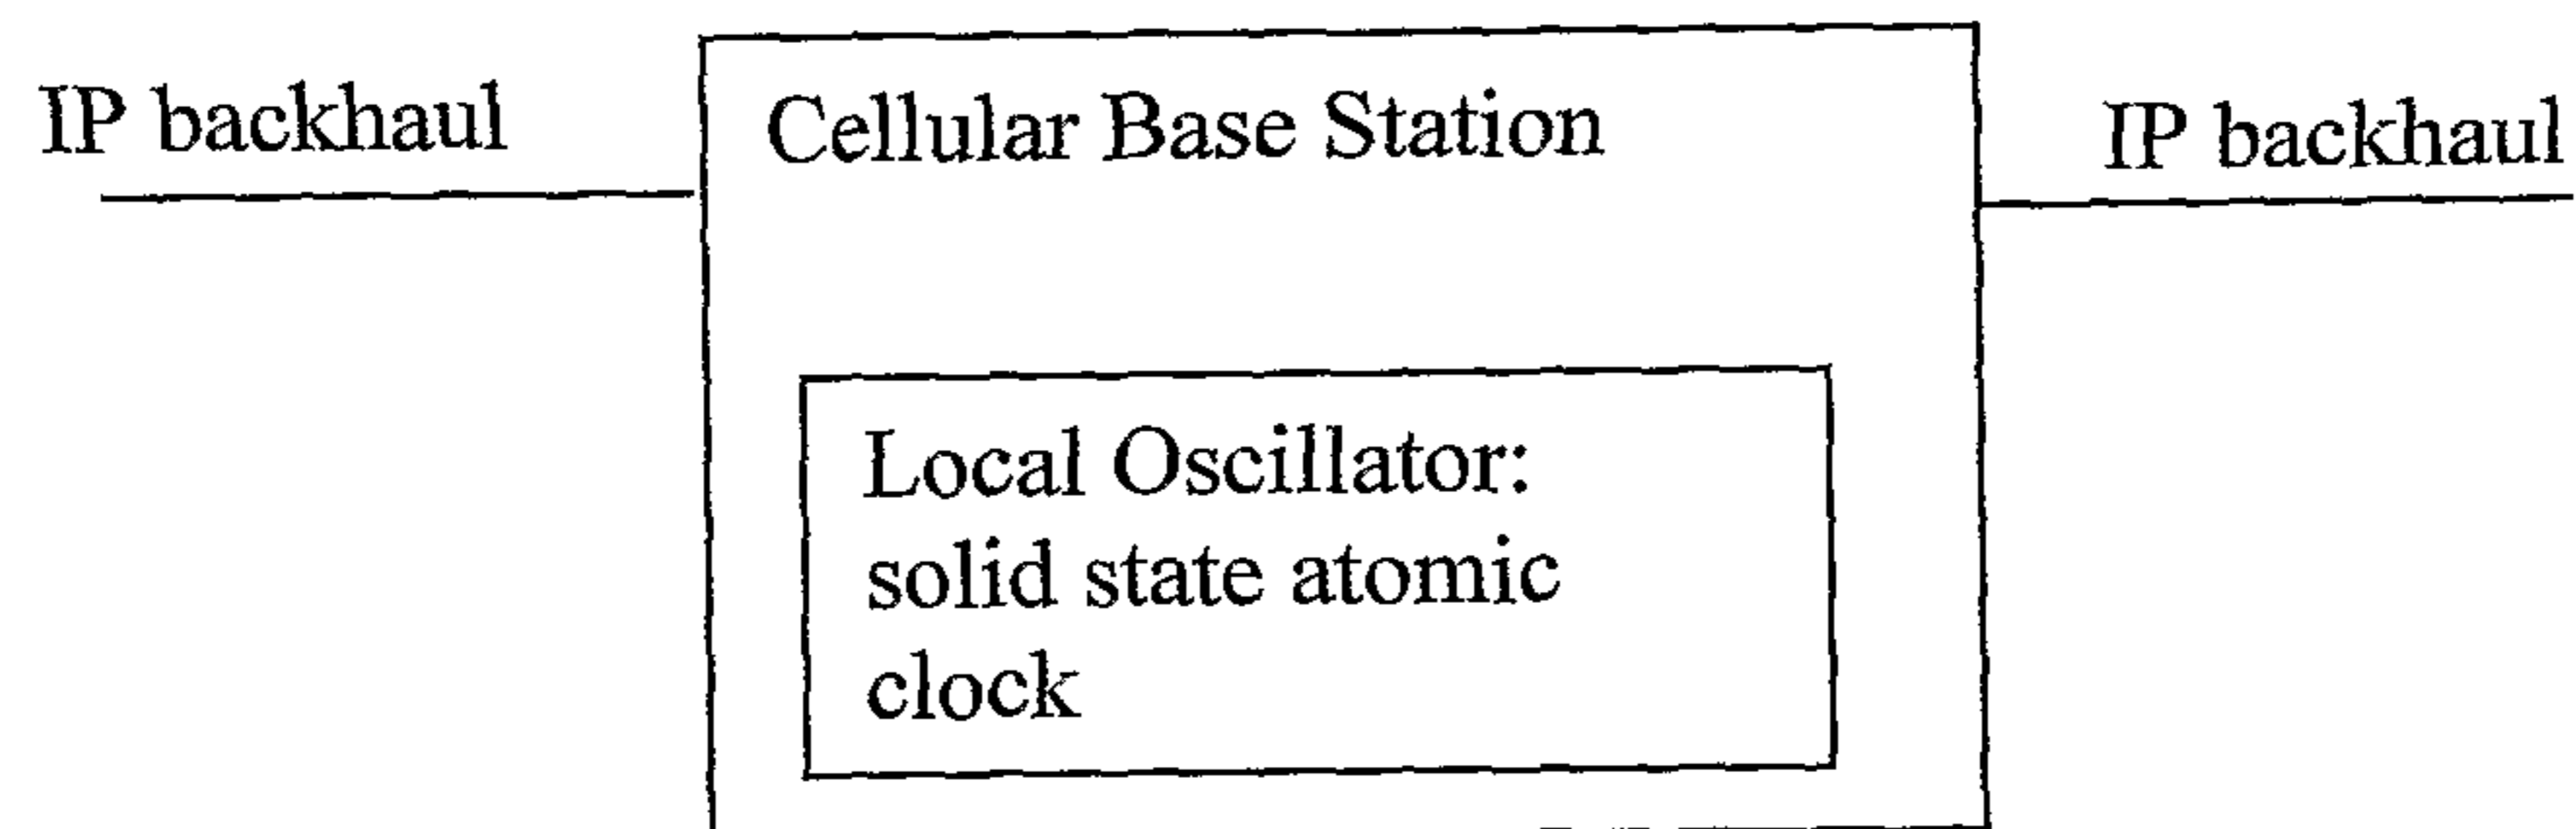 IP backhaul
Cellular Base Station
IP backhaul
Local Oscillator:
solid state atomic
clock